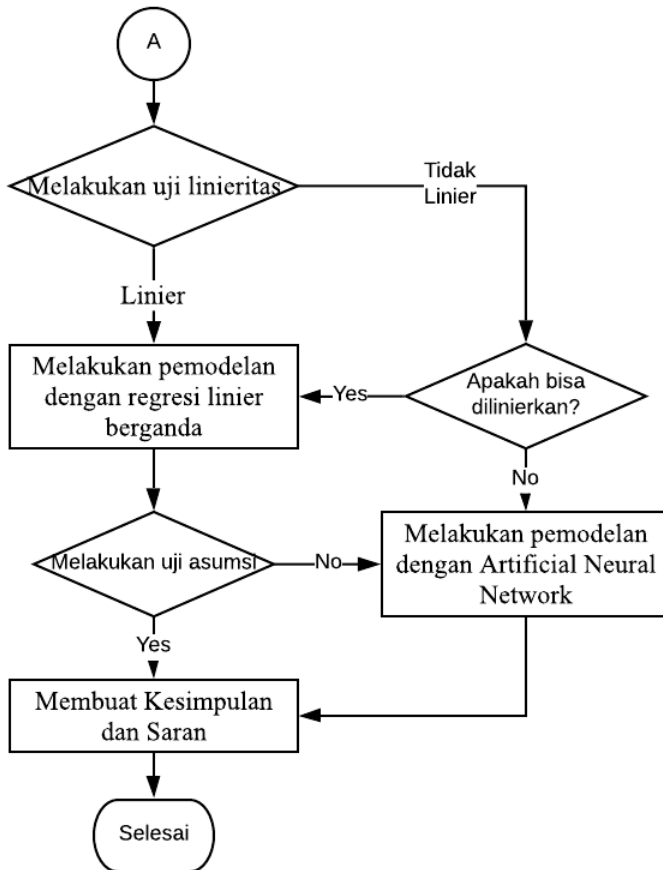 A
Melakukan uji linieritas
Tidak
Linier
Linier
Melakukan pemodelan
dengan regresi linier
berganda
Yes
Apakah bisa
dilinierkan?
No
Melakukan uji asumsi
No
Melakukan pemodelan
dengan Artificial Neural
Network
Yes
Membuat Kesimpulan
dan Saran
Selesai